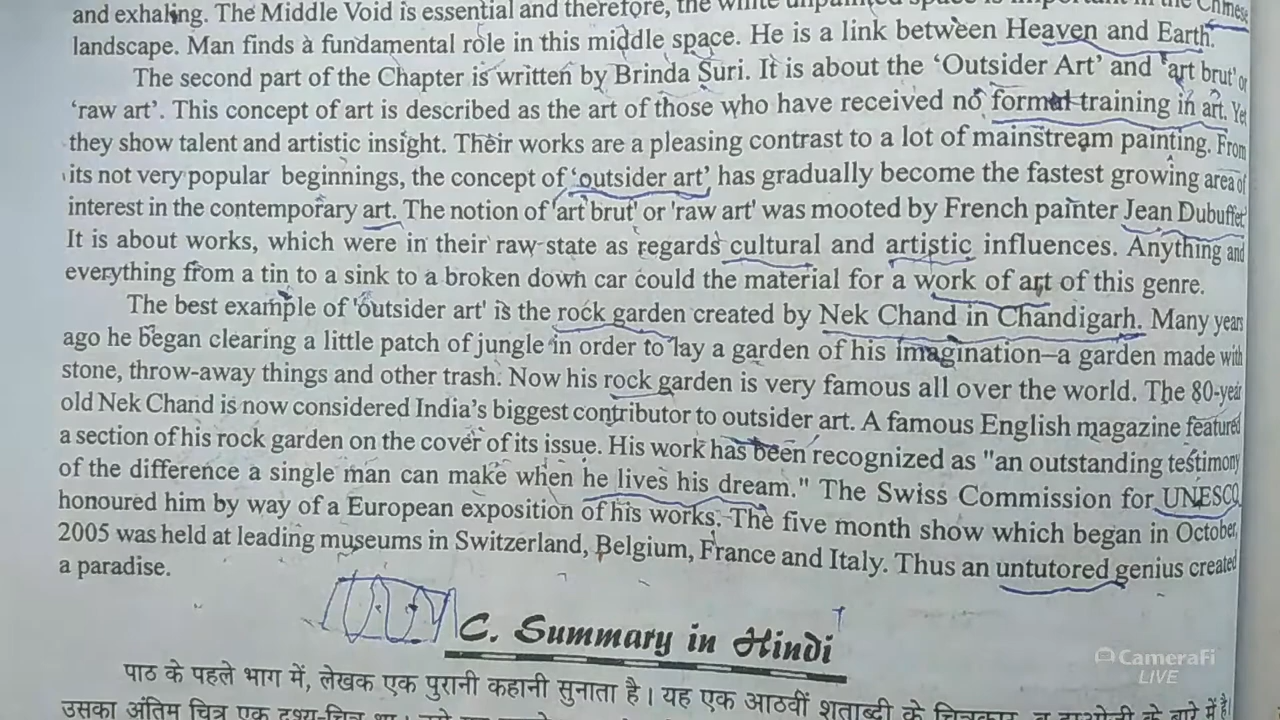 and exhaling. The Middle Void is essential and therefore, the white unpainted space is important in the Chinese
landscape. Man finds a fundamental role in this middle space. He is a link between Heaven and Earth.
The second part of the Chapter is written by Brinda Suri. It is about the ‘Outsider Art’ and 'art brut' or
‘raw art’. This concept of art is described as the art of those who have received no formal training in art. Yet
they show talent and artistic insight. Their works are a pleasing contrast to a lot of mainstream painting. From
its not very popular beginnings, the concept of ‘outsider art’ has gradually become the fastest growing area of
interest in the contemporary art. The notion of 'art brut' or 'raw art' was mooted by French painter Jean Dubuffet.
It is about works, which were in their raw state as regards cultural and artistic influences. Anything and
everything ffrom a tin to a sink to a broken down car could the material for a work of art of this genre.
The best example of 'outsider art' is the rock garden created by Nek Chand in Chandigarh. Many years
ago he began clearing a little patch of jungle in order to lay a garden of his imagination–a garden made with
stone, throw-away things and other trash. Now his rock garden is very famous all over the world. The 80-year
old Nek Chand is now considered India’s biggest contributor to outsider art. A famous English magazine featured
a section of his rock garden on the cover of its issue. His work has been recognized as "an outstanding testimony
of the difference a single man can make when he lives his dream." The Swiss Commission for UNESCO
honoured him by way of a European exposition of his works. The five month show which began in October,
2005 was held at leading museums in Switzerland, Belgium, France and Italy. Thus an untutored genius created
a paradise.
C. Summary in Hindi
पाठ के पहले भाग में, लेखक एक पुरानी कहानी सुनाता है। यह एक आठवीं शताब्दी के चित्रकार, व ताओजी के बारे में है।
उसका अंतिम चित्र एक दृश्य-चित्र था।
CameraFi
LIVE